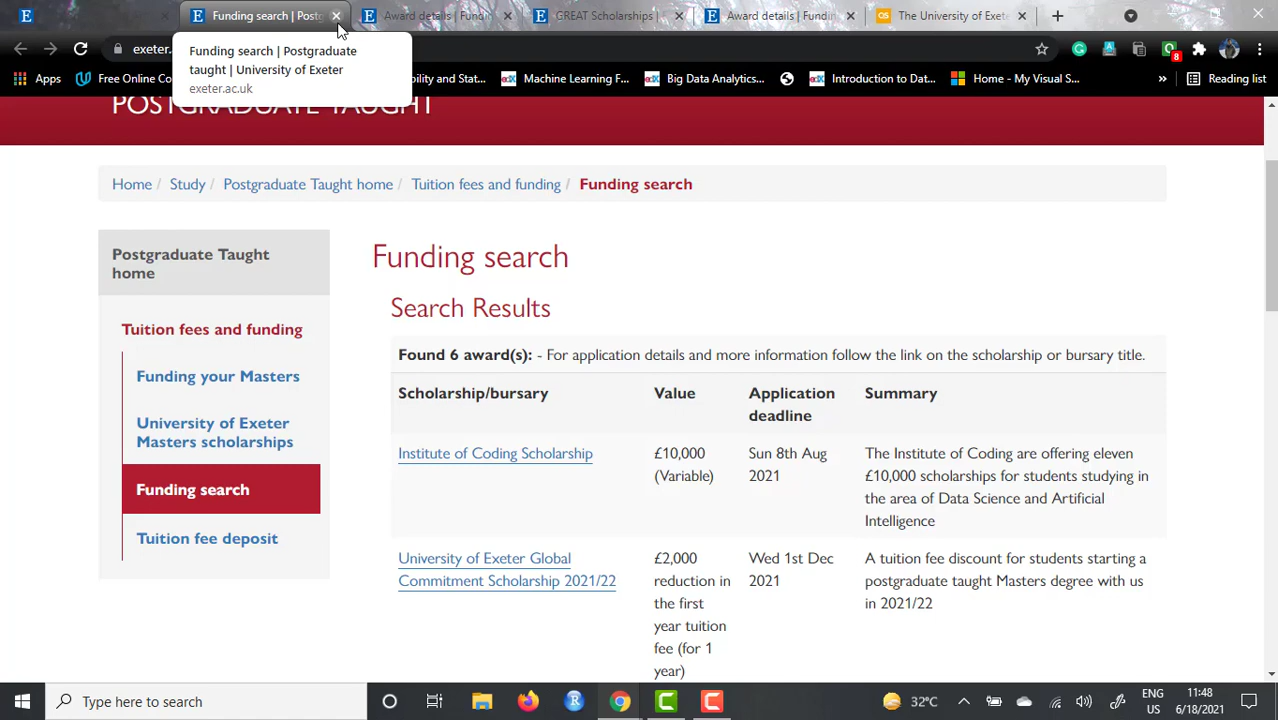 Funding search | Postg
Award details | Fundi
GREAT Scholarships |
Award details | Fundin
The University of Exete
exeter.
Funding search | Postgraduate
taught | University of Exeter
exeter.ac.uk
Apps
Free Online Co
bility and Stat...
Machine Learning F...
Big Data Analytics...
Introduction to Dat...
Home - My Visual S...
»
Reading list
8
POSTGRADUATE TAUGHT
Home / Study / Postgraduate Taught home / Tuition fees and funding / Funding search
Postgraduate Taught
home
Tuition fees and funding
Funding your Masters
University of Exeter
Masters scholarships
Funding search
Tuition fee deposit
Funding search
Search Results
Found 6 award(s): - For application details and more information follow the link on the scholarship or bursary title.
Scholarship/bursary
Value
Application
deadline
Summary
Institute of Coding Scholarship
£10,000
(Variable)
Sun 8th Aug
2021
The Institute of Coding are offering eleven
£10,000 scholarships for students studying in
the area of Data Science and Artificial
Intelligence
University of Exeter Global
Commitment Scholarship 2021/22
£2,000
reduction in
the first
year tuition
fee (for 1
year)
Wed 1st Dec
2021
A tuition fee discount for students starting a
postgraduate taught Masters degree with us
in 2021/22
Type here to search
32°C
ENG
US
11:48
6/18/2021